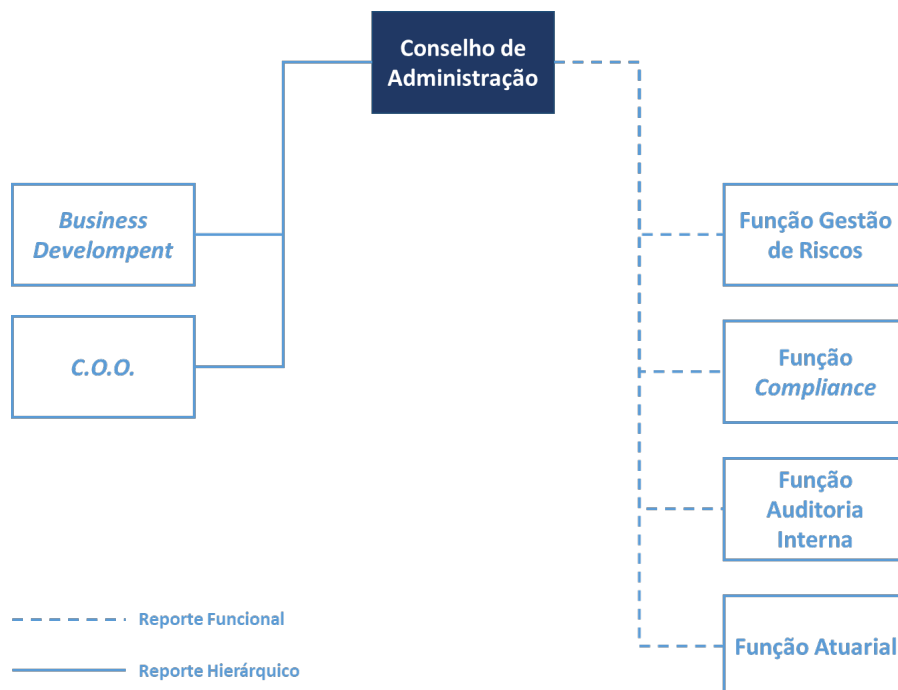 Conselho de
Administração
Business
Develompent
C.O.O.
Função Gestão
de Riscos
Função
Compliance
Função
Auditoria
Interna
Função Atuarial
Reporte Funcional
Reporte Hierárquico